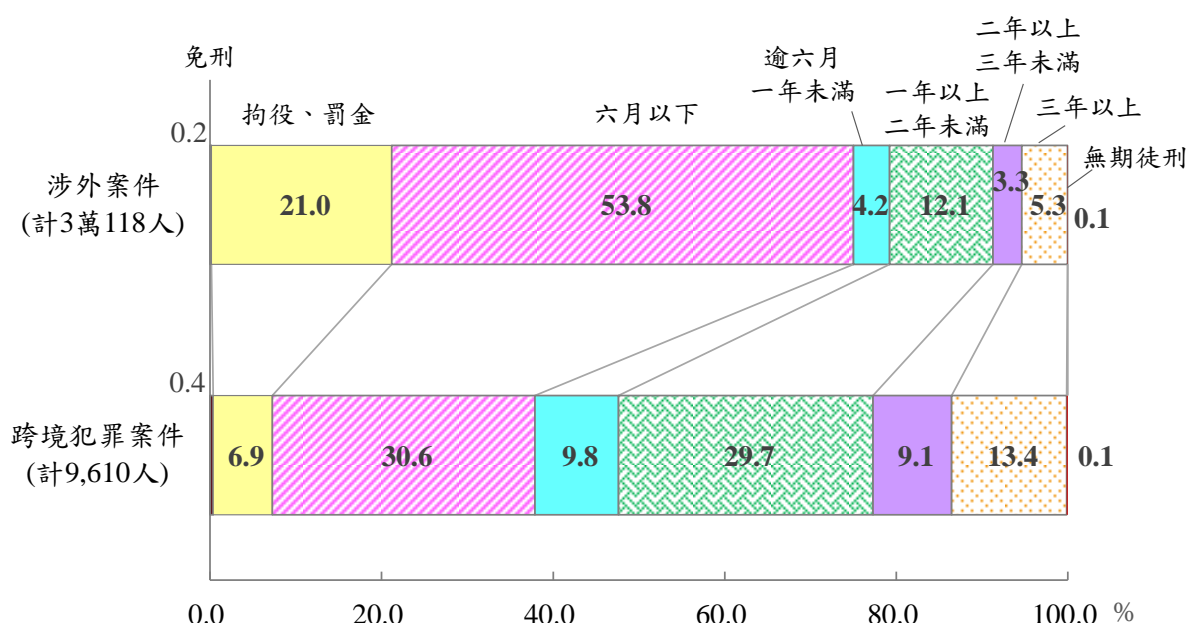 免刑
拘役、罰金
六月以下
逾六月
一年未滿
一年以上
二年未滿
二年以上
三年未滿
三年以上
無期徒刑
涉外案件
(計3萬118人)
0.2
21.0
53.8
4.2
12.1
3.3
5.3
0.1
跨境犯罪案件
(計9,610人)
0.4
6.9
30.6
9.8
29.7
9.1
13.4
0.1
0.0 20.0 40.0 60.0 80.0 100.0 %